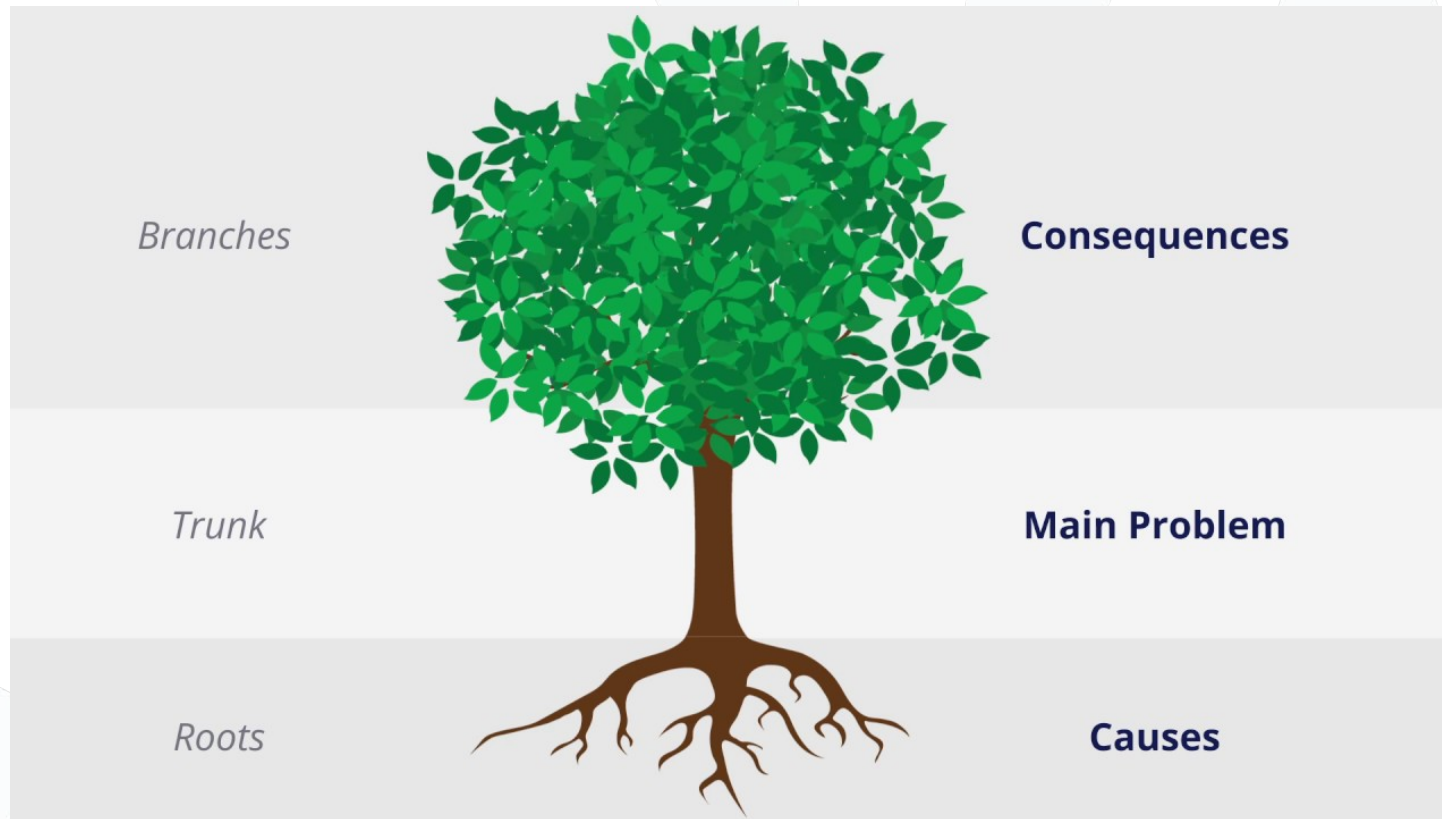 Branches
Consequences
Trunk
Main Problem
Roots
Causes